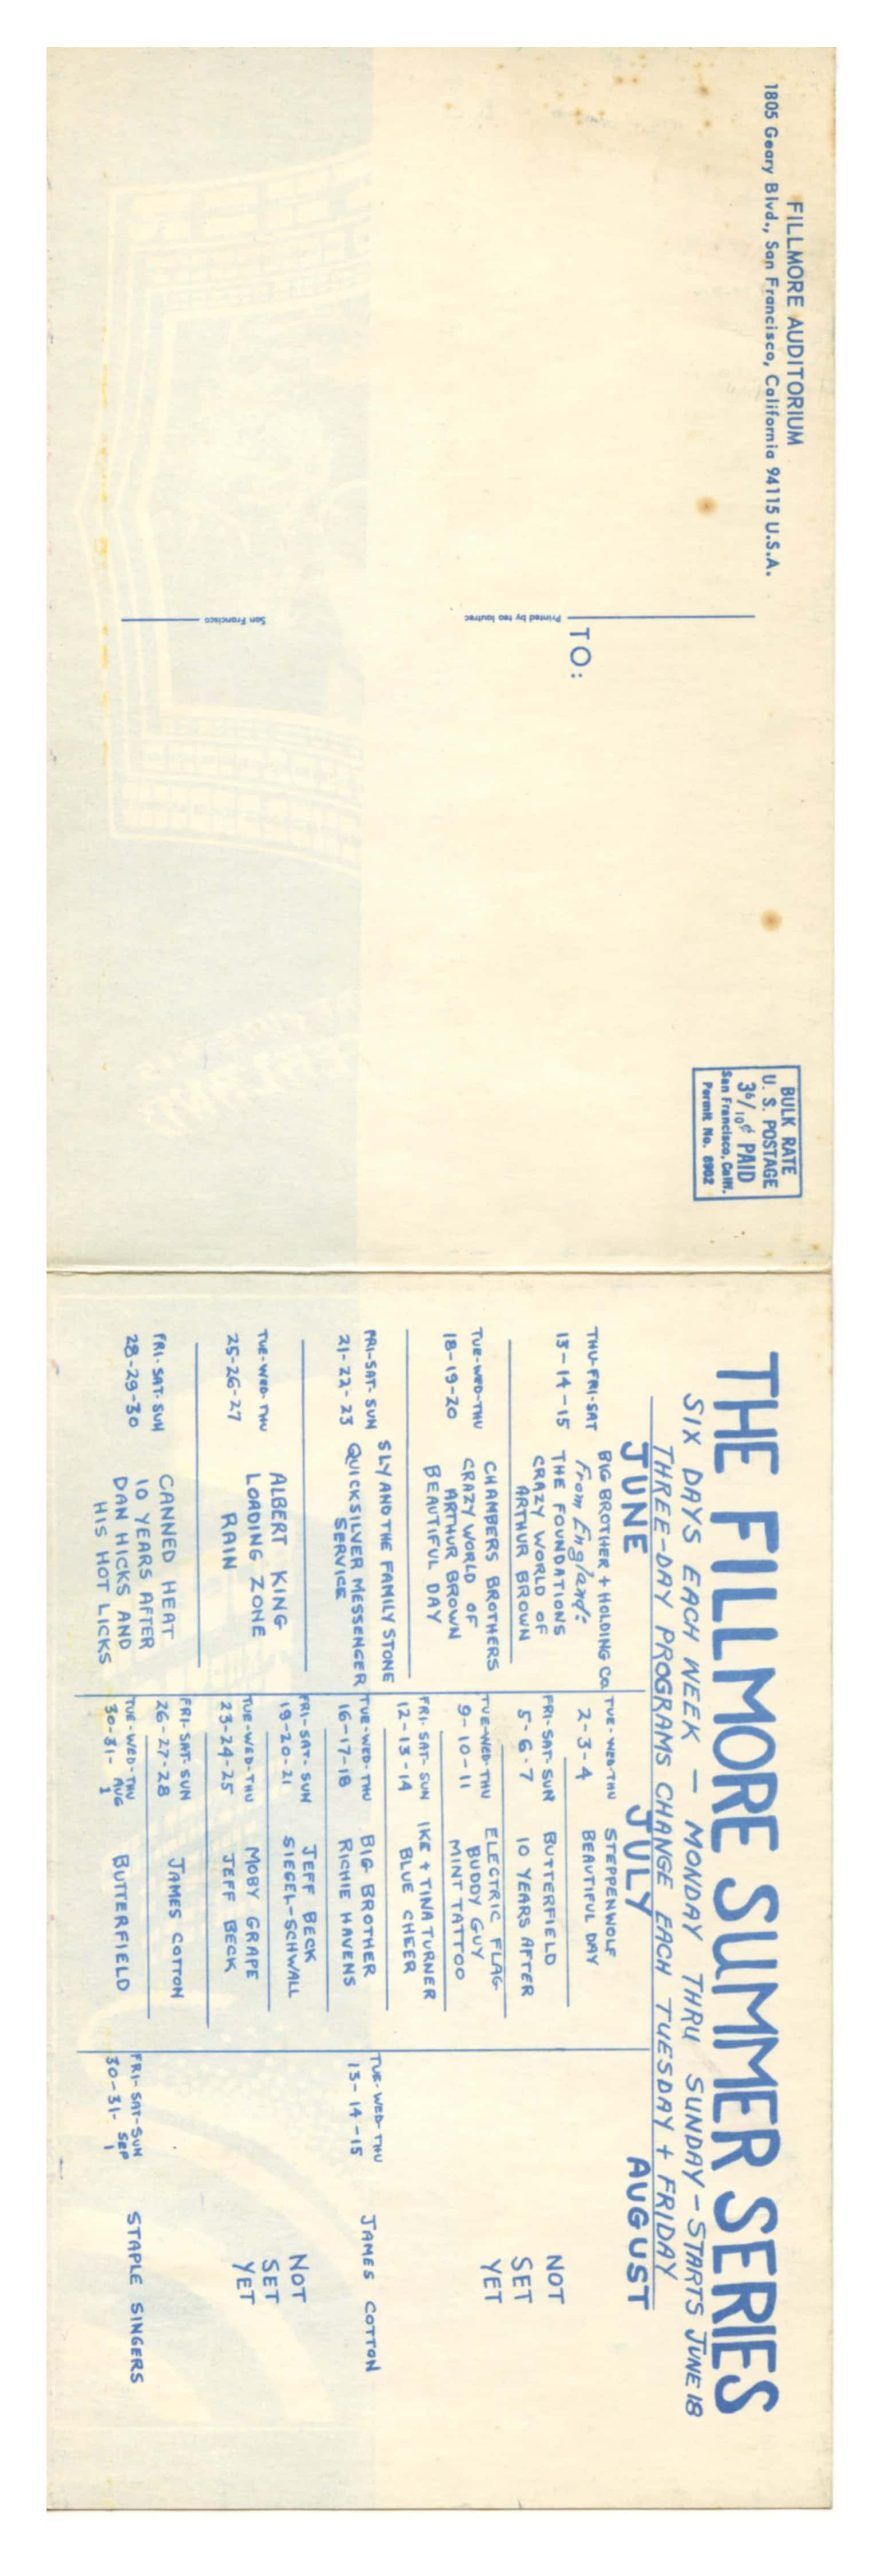 FILLMORE AUDITORIUM
1805 Geary Blvd., San Francisco, California 94115 U.S.A.
BULK RATE
U. S. POSTAGE
3 6/10¢ PAID
San Francisco, Calif.
Permit No. 8902
TO:
Printed by tea lautrec
San Francisco
THE FILLMORE SUMMER SERIES
SIX DAYS EACH WEEK — MONDAY THRU SUNDAY - STARTS JUNE 18
THREE-DAY PROGRAMS CHANGE EACH TUESDAY + FRIDAY
JUNE
THU-FRI-SAT
13-14-15
BIG BROTHER + HOLDING CO.
From England:
THE FOUNDATIONS
CRAZY WORLD OF
ARTHUR BROWN
TUE-WED-THU
18-19-20
CHAMBERS BROTHERS
CRAZY WORLD OF
ARTHUR BROWN
BEAUTIFUL DAY
FRI-SAT-SUN
21-22-23
SLY AND THE FAMILY STONE
QUICKSILVER MESSENGER
SERVICE
TUE-WED-THU
25-26-27
ALBERT KING
LOADING ZONE
RAIN
FRI-SAT-SUN
28-29-30
CANNED HEAT
10 YEARS AFTER
DAN HICKS AND
HIS HOT LICKS
JULY
TUE-WED-THU
2-3-4
STEPPENWOLF
BEAUTIFUL DAY
FRI-SAT-SUN
5-6-7
BUTTERFIELD
10 YEARS AFTER
TUE-WED-THU
9-10-11
ELECTRIC FLAG
BUDDY GUY
MINT TATTOO
FRI-SAT-SUN
12-13-14
IKE + TINA TURNER
BLUE CHEER
TUE-WED-THU
16-17-18
BIG BROTHER
RICHIE HAVENS
FRI-SAT-SUN
19-20-21
JEFF BECK
SIEGEL-SCHWALL
TUE-WED-THU
23-24-25
MOBY GRAPE
JEFF BECK
FRI-SAT-SUN
26-27-28
JAMES COTTON
TUE-WED-THU
30-31- AUG 1
BUTTERFIELD
AUGUST
NOT
SET
YET
TUE-WED-THU
13-14-15
JAMES COTTON
NOT
SET
YET
FRI-SAT-SUN
30-31- SEP 1
STAPLE SINGERS